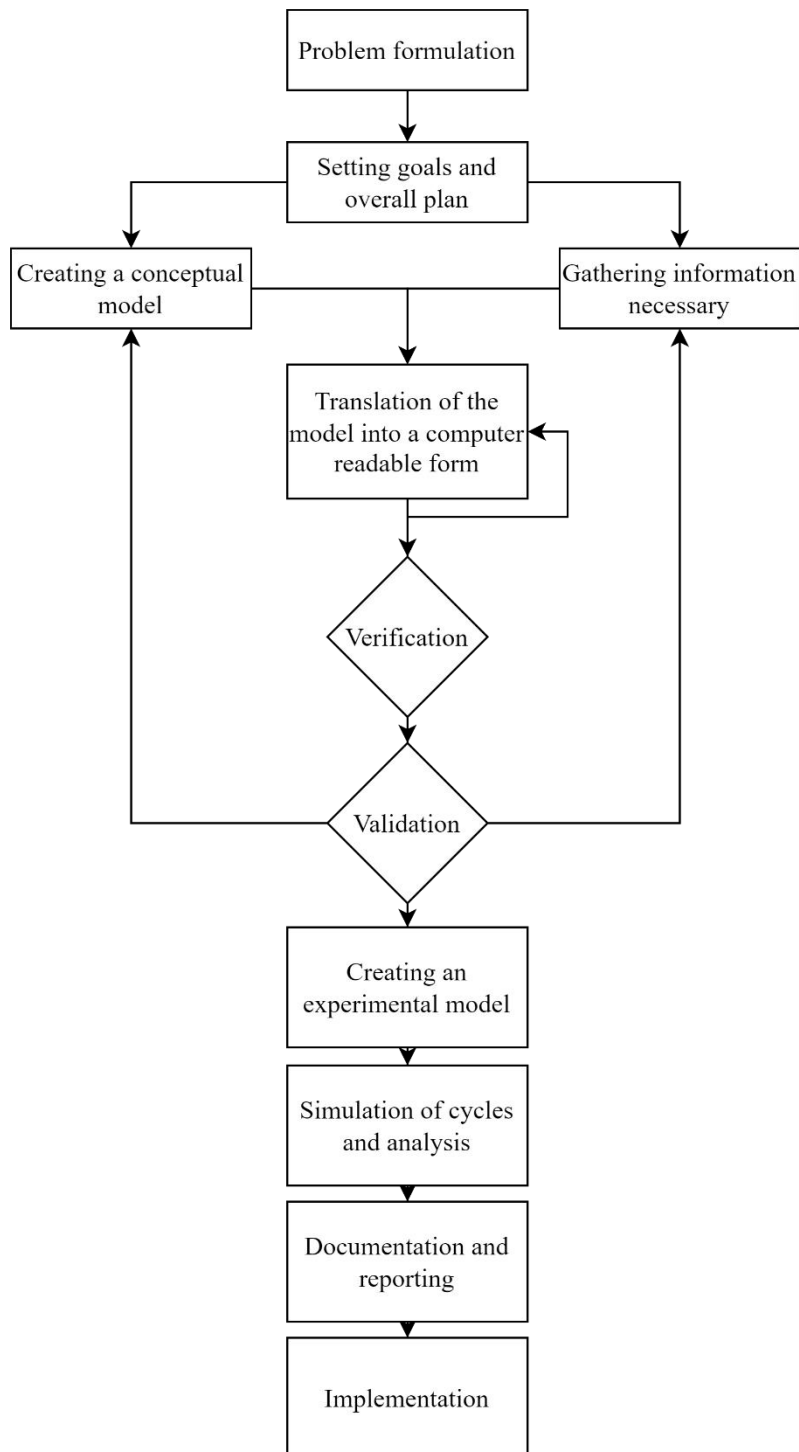 Problem formulation
Setting goals and
overall plan
Creating a conceptual
model
Gathering information
necessary
Translation of the
model into a computer
readable form
Verification
Validation
Creating an
experimental model
Simulation of cycles
and analysis
Documentation and
reporting
Implementation